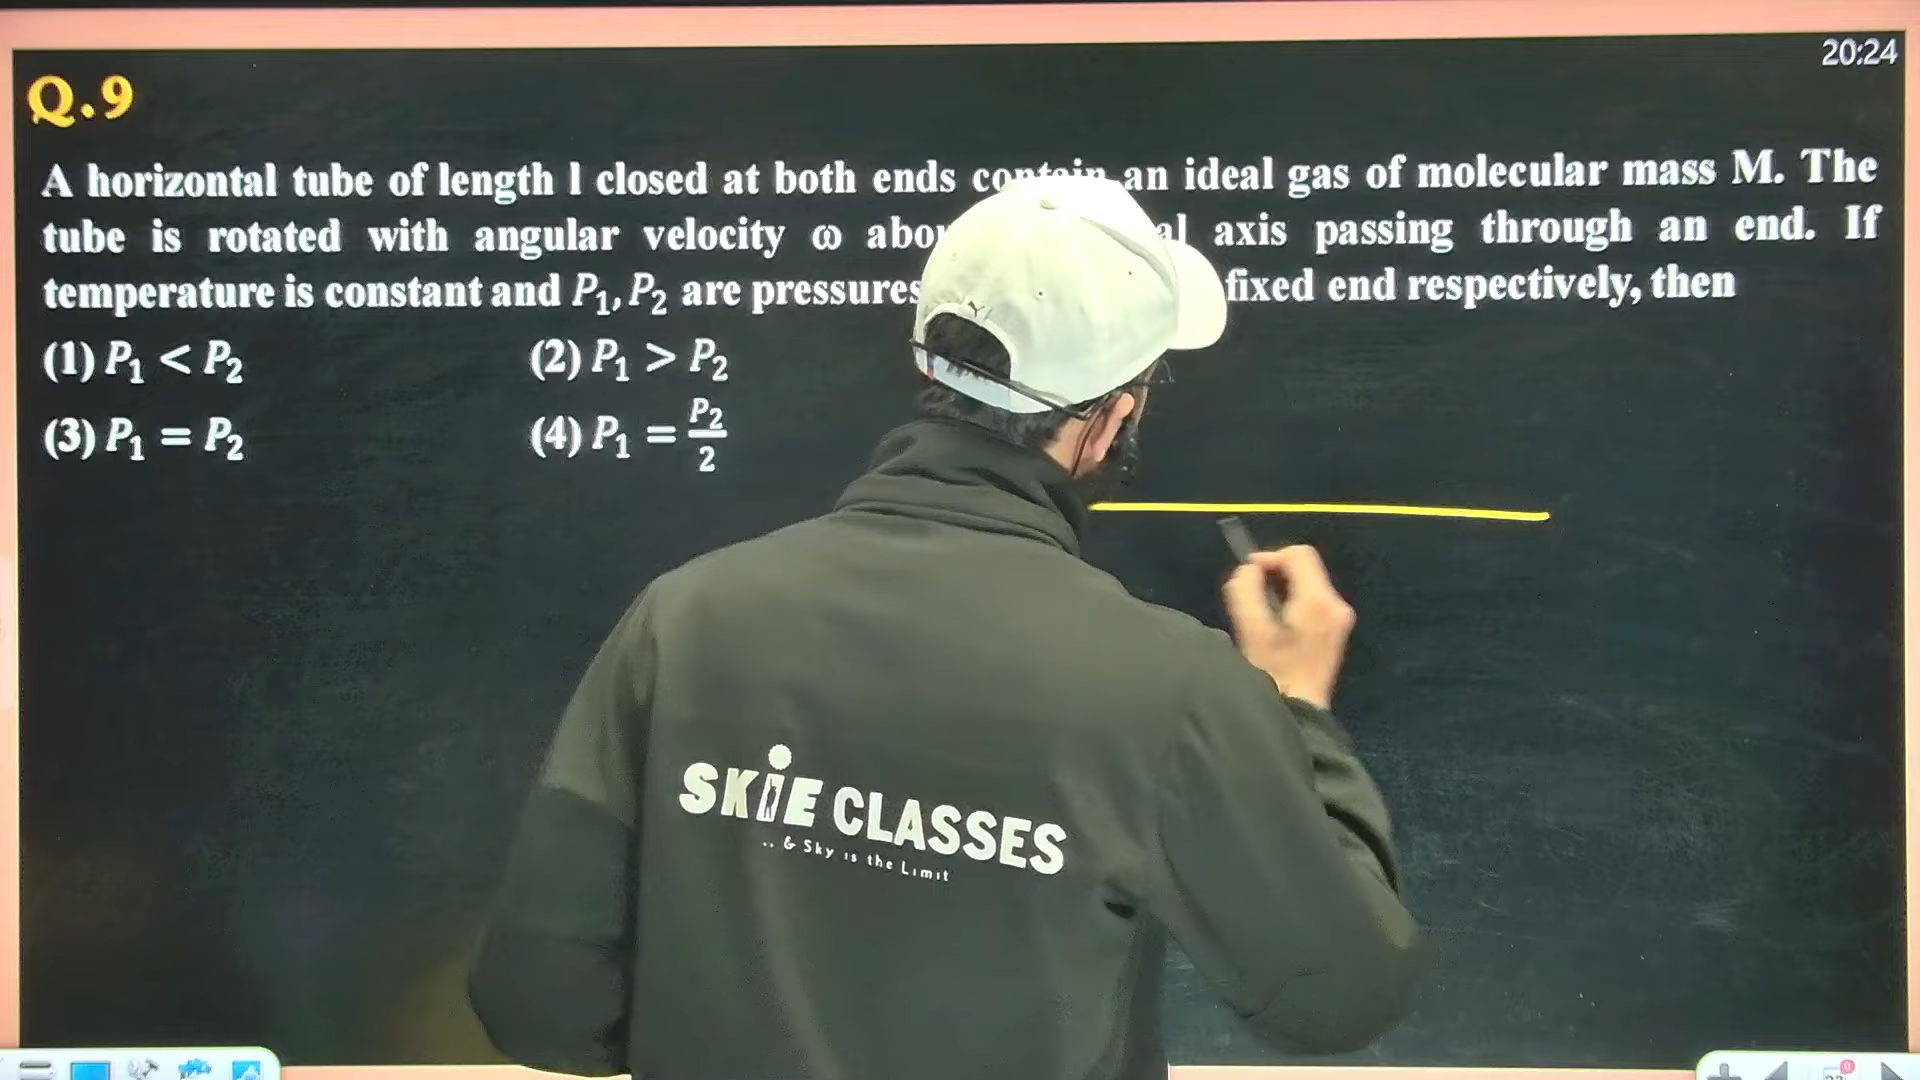 20:24
Q.9
A horizontal tube of length l closed at both ends contain an ideal gas of molecular mass M. The
tube is rotated with angular velocity ω axis passing through an end. If
temperature is constant and P₁, P₂ are pressures fixed end respectively, then
(1) P₁ < P₂ (2) P₁ > P₂
(3) P₁ = P₂ (4) P₁ = P₂/2
SKIE CLASSES
.. & Sky is the Limit